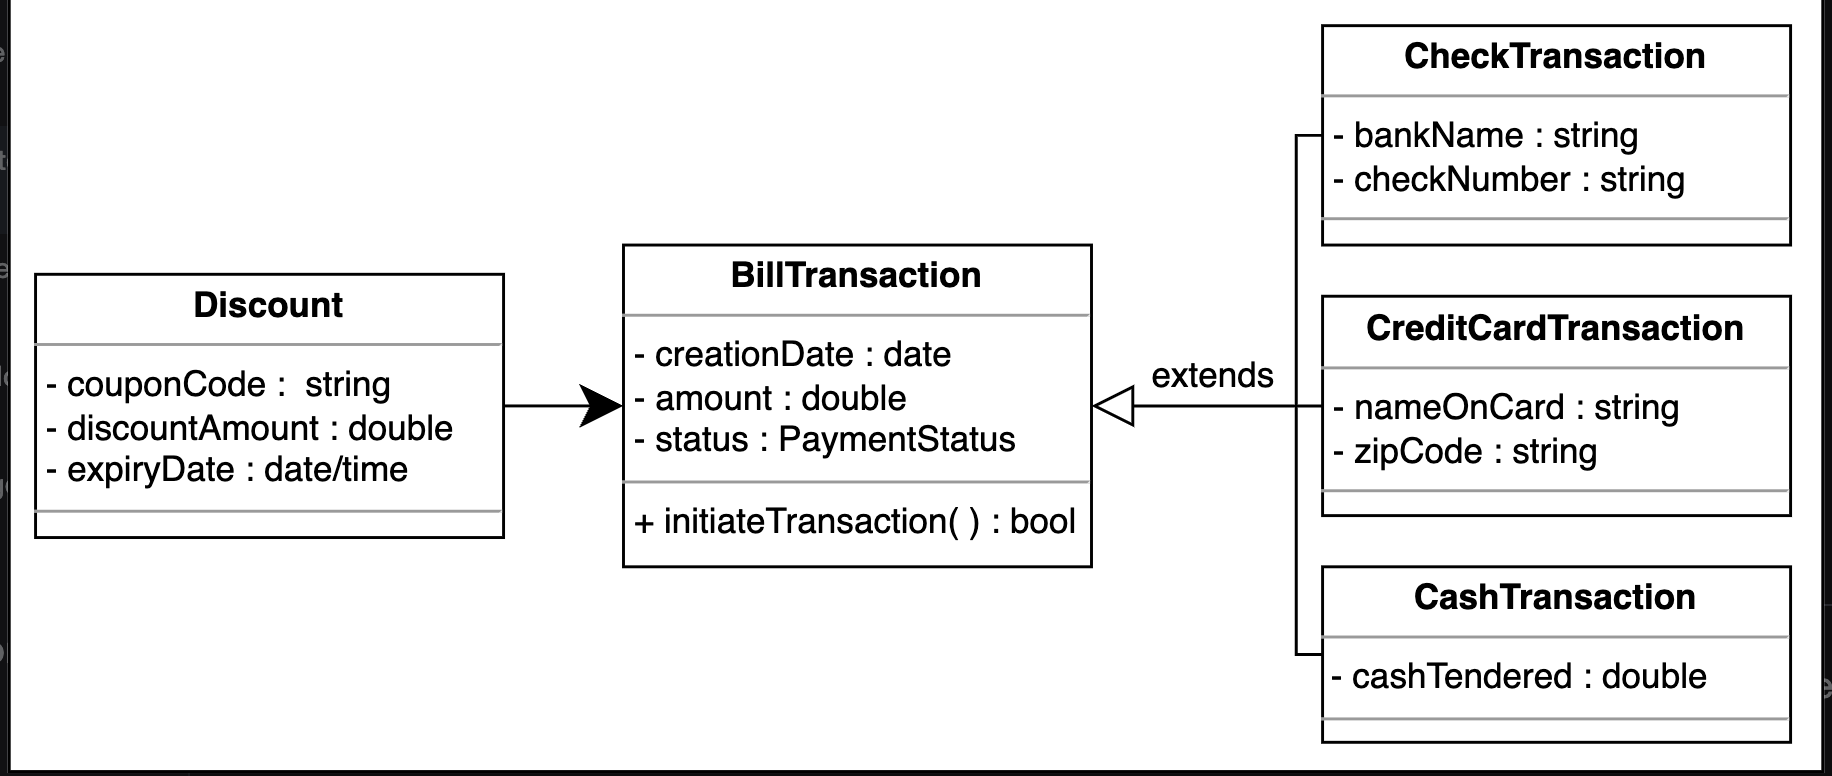 Discount
- couponCode :  string
- discountAmount : double
- expiryDate : date/time
BillTransaction
- creationDate : date
- amount : double
- status : PaymentStatus
+ initiateTransaction( ) : bool
extends
CheckTransaction
- bankName : string
- checkNumber : string
CreditCardTransaction
- nameOnCard : string
- zipCode : string
CashTransaction
- cashTendered : double